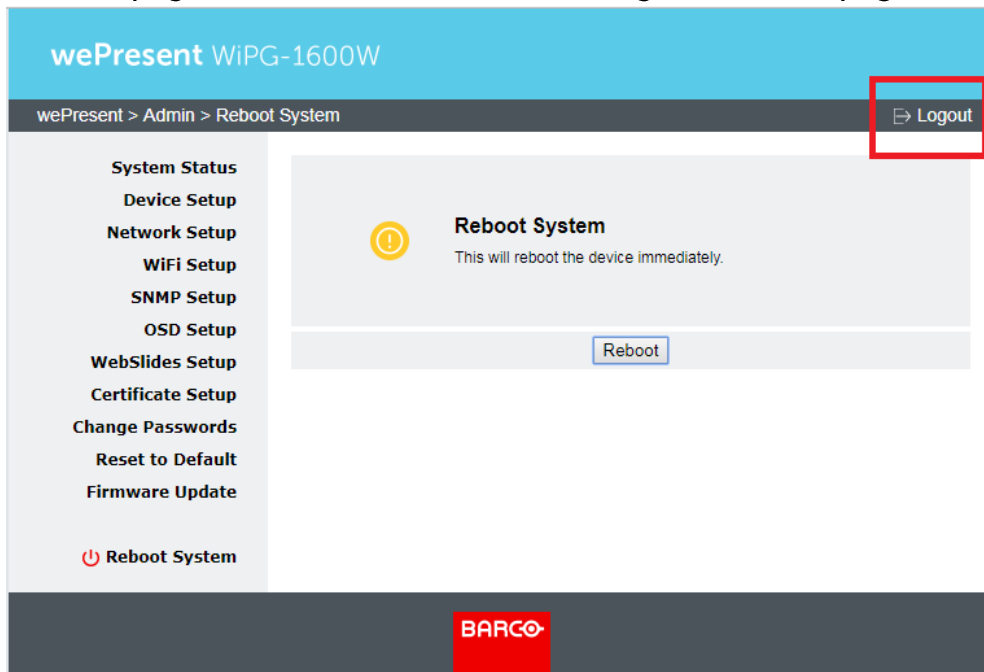 wePresent WiPG-1600W
wePresent > Admin > Reboot System
Logout
System Status
Device Setup
Network Setup
WiFi Setup
SNMP Setup
OSD Setup
WebSlides Setup
Certificate Setup
Change Passwords
Reset to Default
Firmware Update
Reboot System
Reboot System
This will reboot the device immediately.
Reboot
BARCO